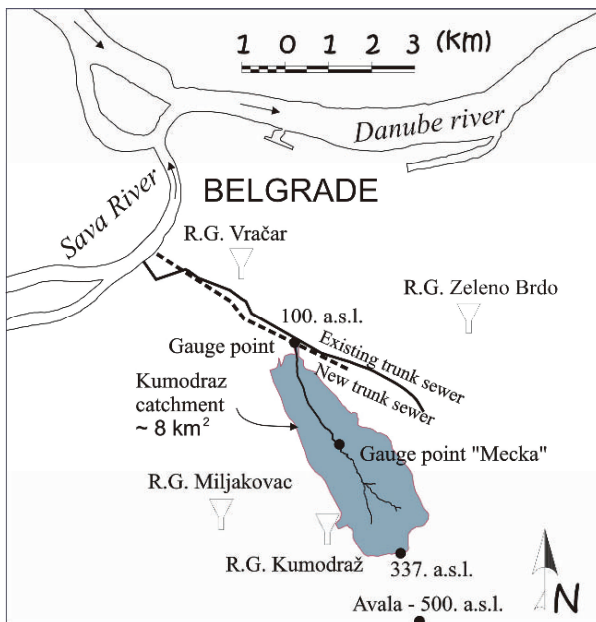 1 0 1 2 3 (km)
Danube river
Sava River
BELGRADE
R.G. Vračar
R.G. Zeleno Brdo
100. a.s.l.
Existing trunk sewer
Gauge point
New trunk sewer
Kumodraz
catchment
~ 8 km²
Gauge point "Mecka"
R.G. Miljakovac
R.G. Kumodraž
337. a.s.l.
N
Avala - 500. a.s.l.